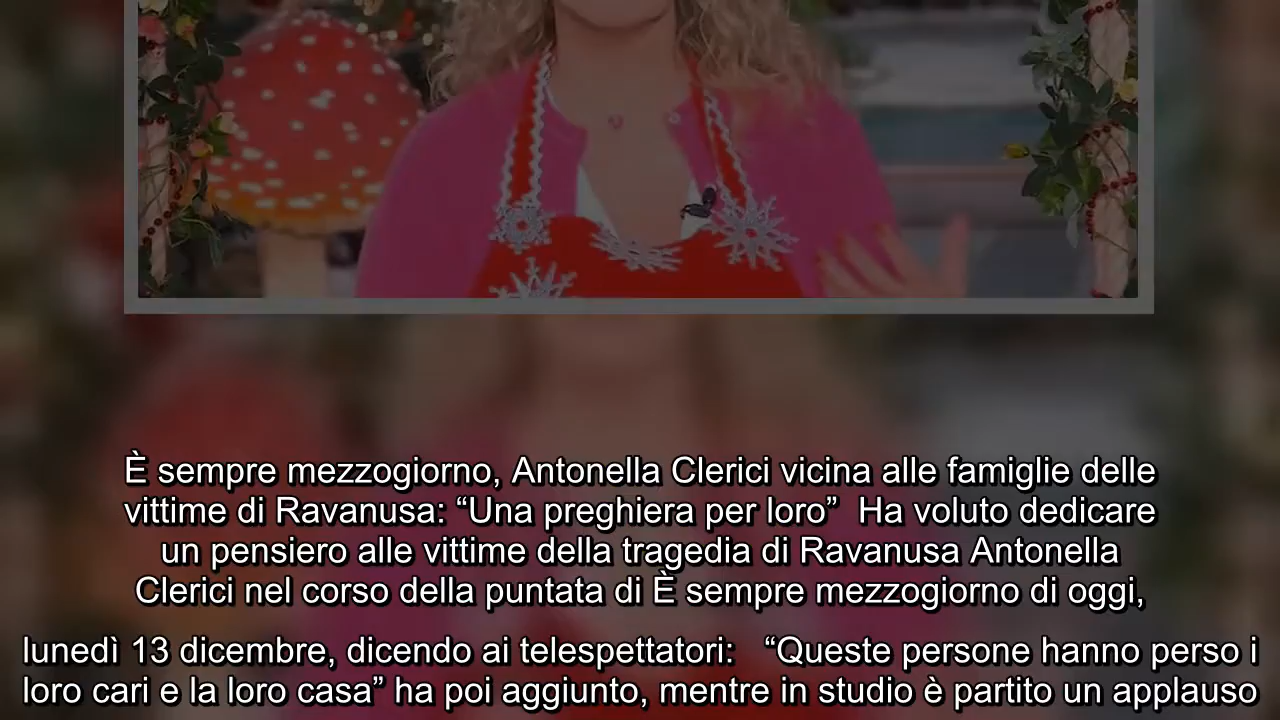 È sempre mezzogiorno, Antonella Clerici vicina alle famiglie delle
vittime di Ravanusa: “Una preghiera per loro”  Ha voluto dedicare
un pensiero alle vittime della tragedia di Ravanusa Antonella
Clerici nel corso della puntata di È sempre mezzogiorno di oggi,
lunedì 13 dicembre, dicendo ai telespettatori:   “Queste persone hanno perso i
loro cari e la loro casa” ha poi aggiunto, mentre in studio è partito un applauso